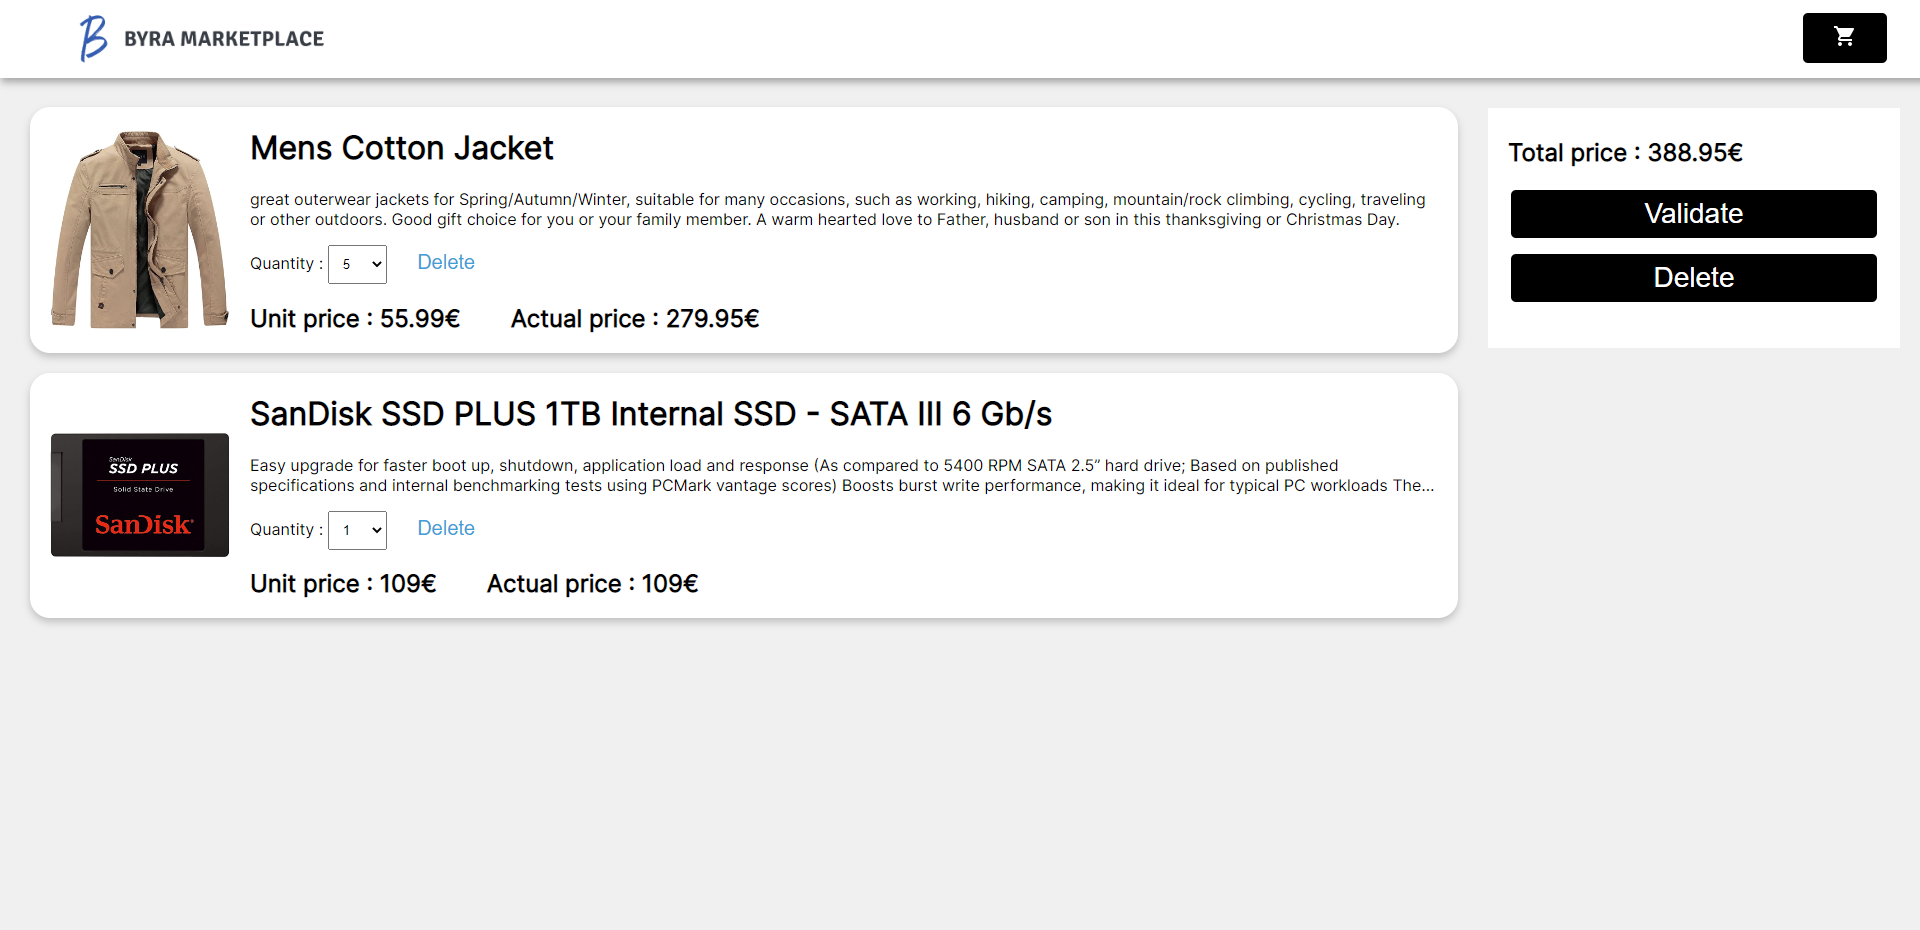 BYRA MARKETPLACE
Mens Cotton Jacket
great outerwear jackets for Spring/Autumn/Winter, suitable for many occasions, such as working, hiking, camping, mountain/rock climbing, cycling, traveling
or other outdoors. Good gift choice for you or your family member. A warm hearted love to Father, husband or son in this thanksgiving or Christmas Day.
Quantity : 5 Delete
Unit price : 55.99€ Actual price : 279.95€
SanDisk
SSD PLUS
Solid State Drive
SanDisk
SanDisk SSD PLUS 1TB Internal SSD - SATA III 6 Gb/s
Easy upgrade for faster boot up, shutdown, application load and response (As compared to 5400 RPM SATA 2.5” hard drive; Based on published
specifications and internal benchmarking tests using PCMark vantage scores) Boosts burst write performance, making it ideal for typical PC workloads The...
Quantity : 1 Delete
Unit price : 109€ Actual price : 109€
Total price : 388.95€
Validate
Delete